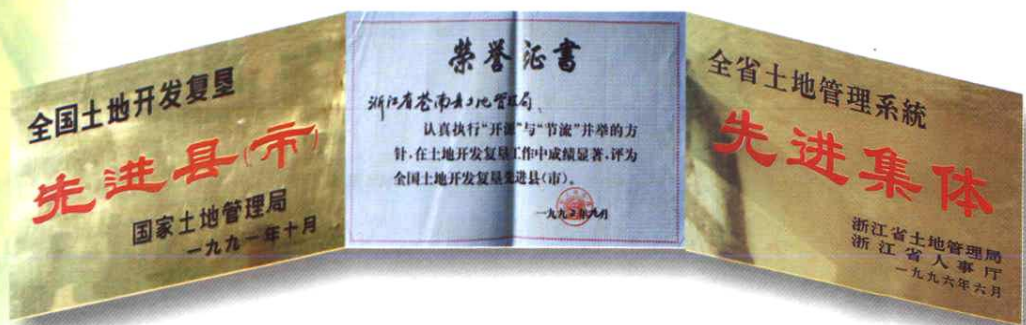 全国土地开发复垦
先进县(市)
国家土地管理局
一九九一年十月
荣誉证书
浙江省苍南县土地管理局、
认真执行“开源”与“节流”并举的方
针,在土地开发复垦工作中成绩显著,评为
全国土地开发复垦先进县(市)。
全省土地管理系统
先进集体
浙江省土地管理局
浙江省人事厅
一九九六年六月